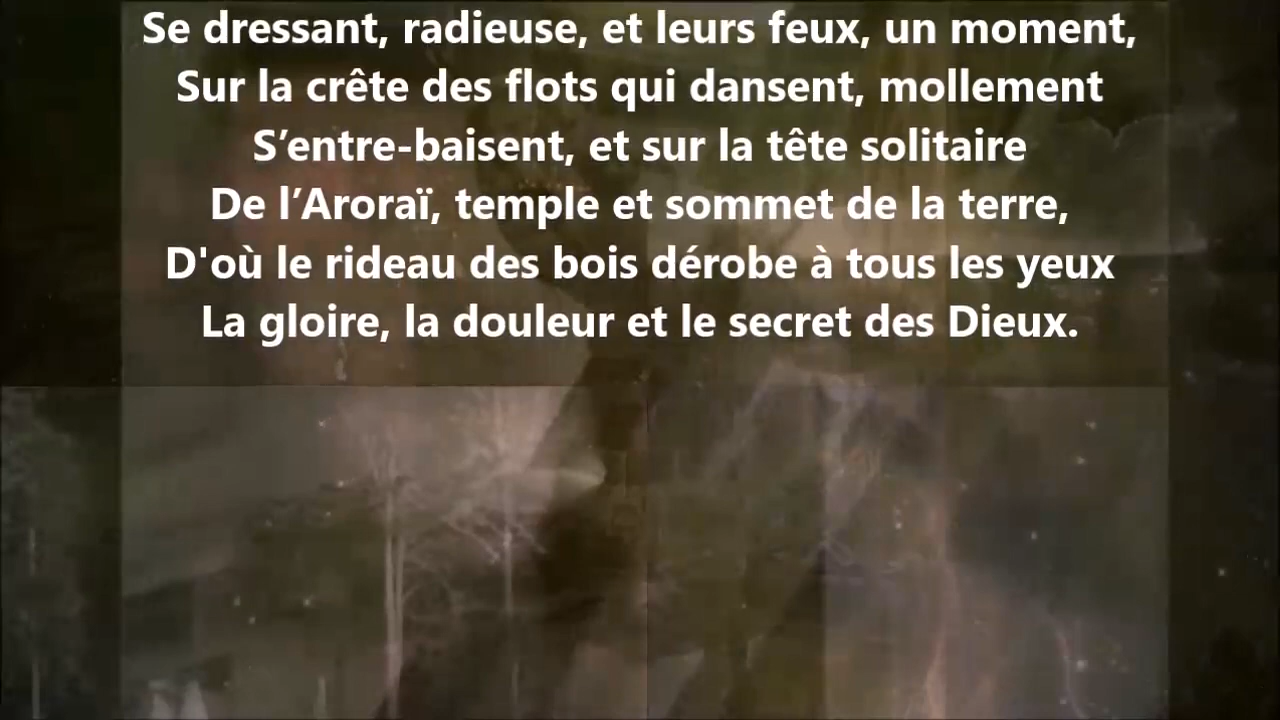 Se dressant, radieuse, et leurs feux, un moment,
Sur la crête des flots qui dansent, mollement
S’entre-baisent, et sur la tête solitaire
De l’Aroraï, temple et sommet de la terre,
D'où le rideau des bois dérobe à tous les yeux
La gloire, la douleur et le secret des Dieux.